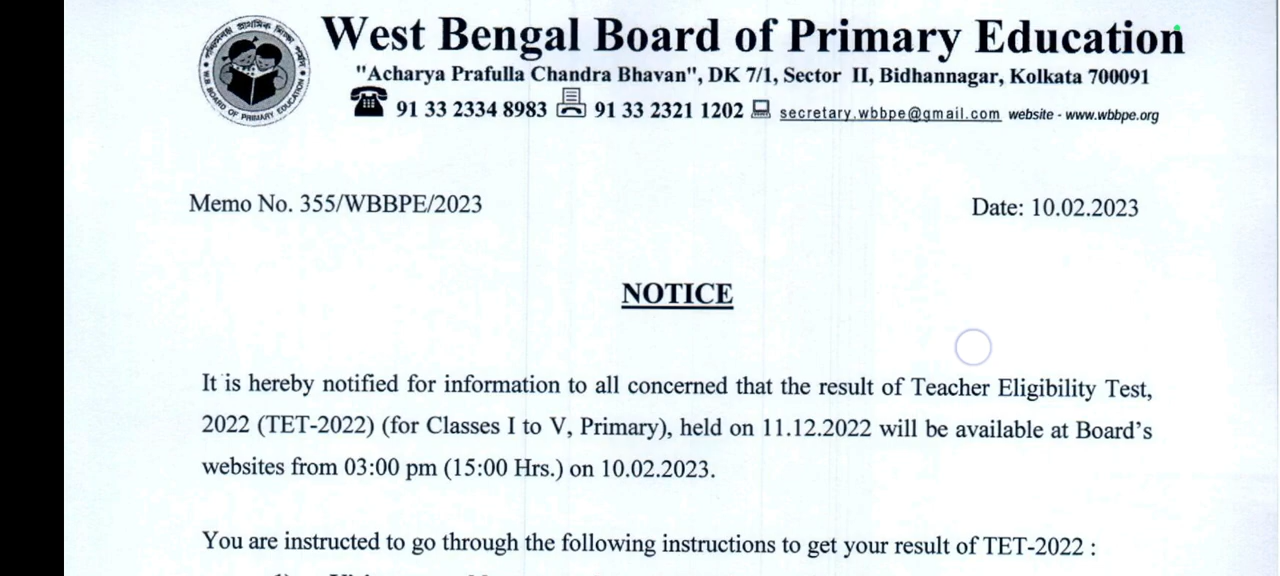 West Bengal Board of Primary Education
"Acharya Prafulla Chandra Bhavan", DK 7/1, Sector II, Bidhannagar, Kolkata 700091
91 33 2334 8983 91 33 2321 1202 secretary.wbbpe@gmail.com website - www.wbbpe.org
W.B. BOARD OF PRIMARY EDUCATION
Memo No. 355/WBBPE/2023
Date: 10.02.2023
NOTICE
It is hereby notified for information to all concerned that the result of Teacher Eligibility Test,
2022 (TET-2022) (for Classes I to V, Primary), held on 11.12.2022 will be available at Board's
websites from 03:00 pm (15:00 Hrs.) on 10.02.2023.
You are instructed to go through the following instructions to get your result of TET-2022 :